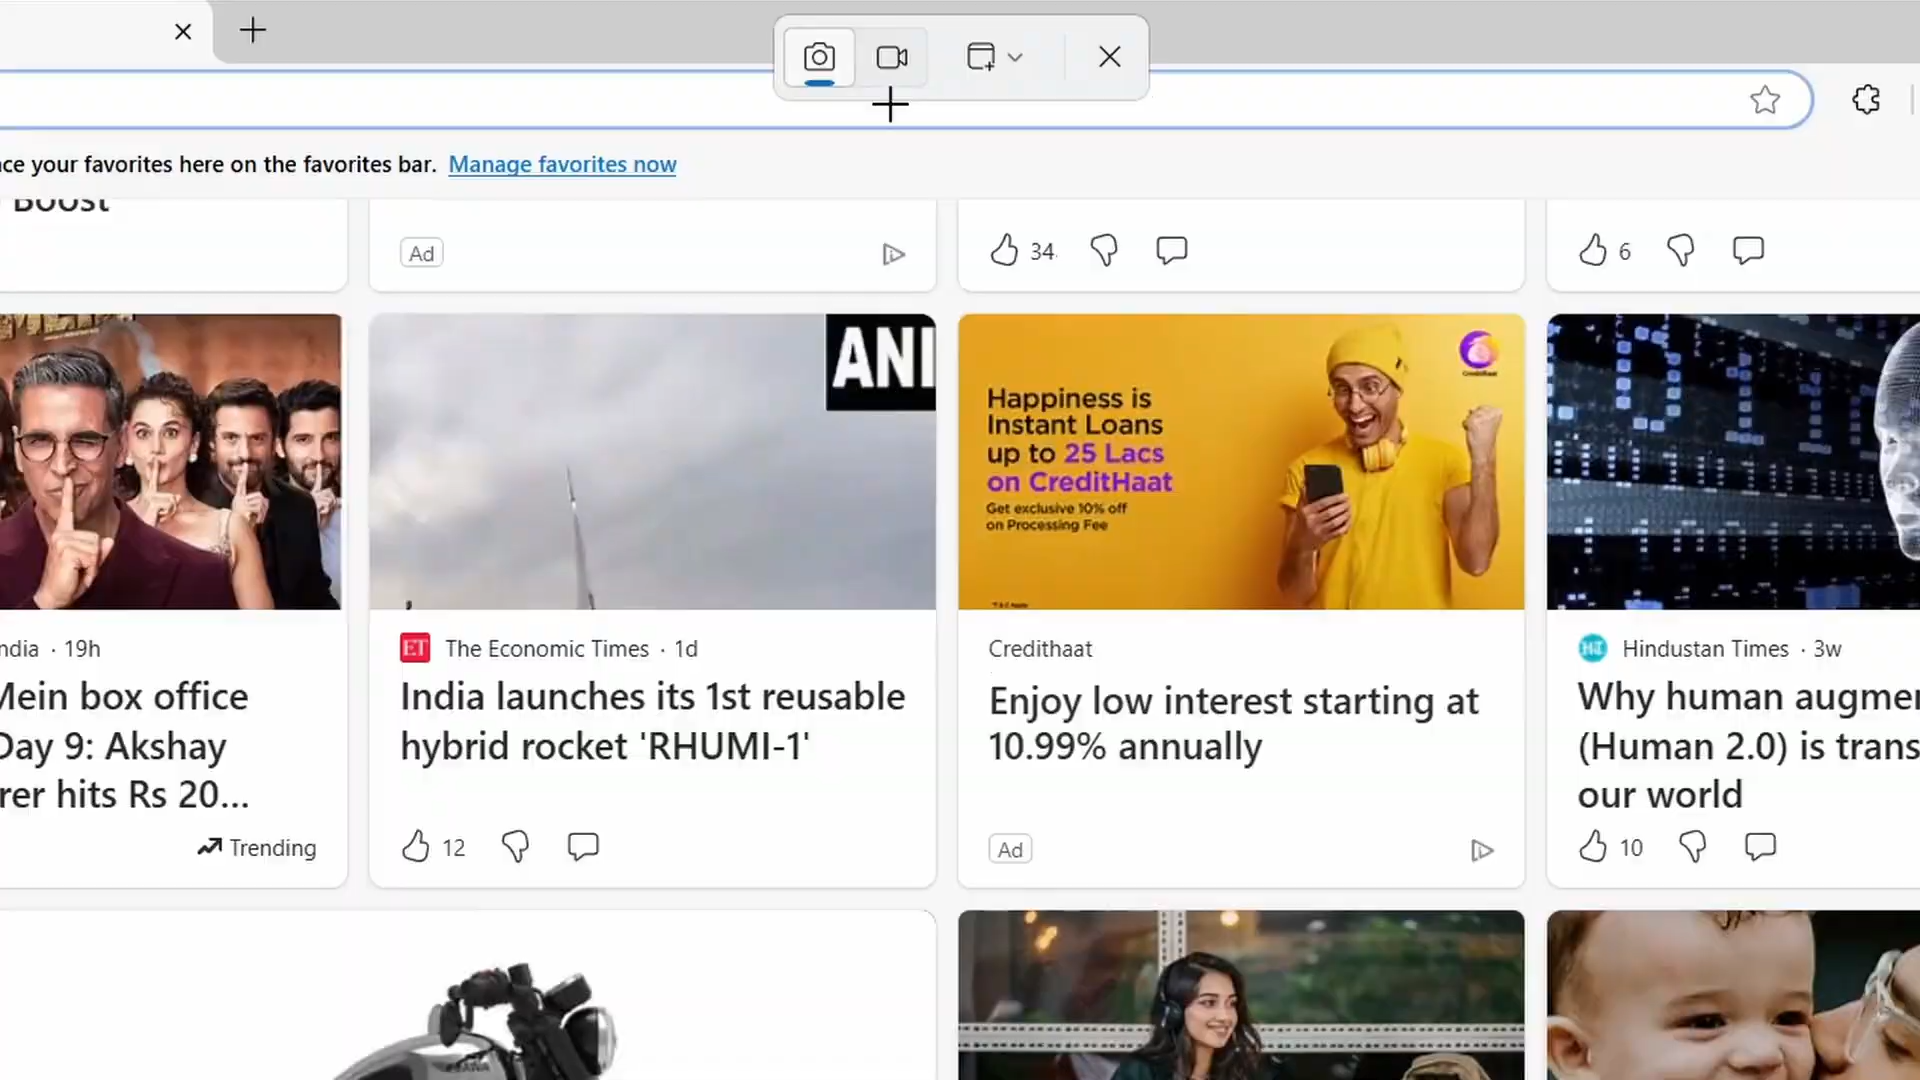 ce your favorites here on the favorites bar. Manage favorites now
Boost
Ad
34
6
ANI
Happiness is
Instant Loans
up to 25 Lacs
on CreditHaat
Get exclusive 10% off
on Processing Fee
ndia · 19h
Mein box office
Day 9: Akshay
rer hits Rs 20...
Trending
ET The Economic Times · 1d
India launches its 1st reusable
hybrid rocket 'RHUMI-1'
12
Credithaat
Enjoy low interest starting at
10.99% annually
Ad
HT Hindustan Times · 3w
Why human augmen
(Human 2.0) is trans
our world
10